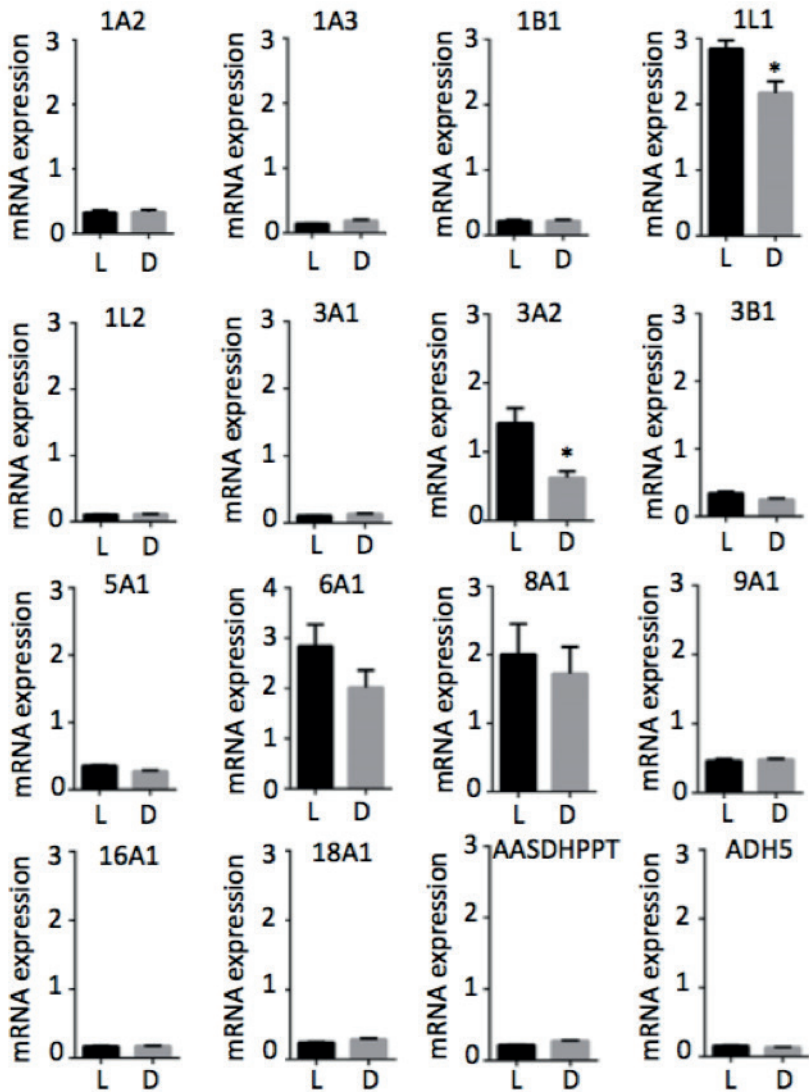 1A2
mRNA expression
3
2
1
0
L D
1A3
mRNA expression
3
2
1
0
L D
1B1
mRNA expression
3
2
1
0
L D
1L1
mRNA expression
3
2
1
0
*
L D
1L2
mRNA expression
3
2
1
0
L D
3A1
mRNA expression
3
2
1
0
L D
3A2
mRNA expression
3
2
1
0
*
L D
3B1
mRNA expression
3
2
1
0
L D
5A1
mRNA expression
3
2
1
0
L D
6A1
mRNA expression
4
3
2
1
0
L D
8A1
mRNA expression
3
2
1
0
L D
9A1
mRNA expression
3
2
1
0
L D
16A1
mRNA expression
3
2
1
0
L D
18A1
mRNA expression
3
2
1
0
L D
AASDHPPT
mRNA expression
3
2
1
0
L D
ADH5
mRNA expression
3
2
1
0
L D